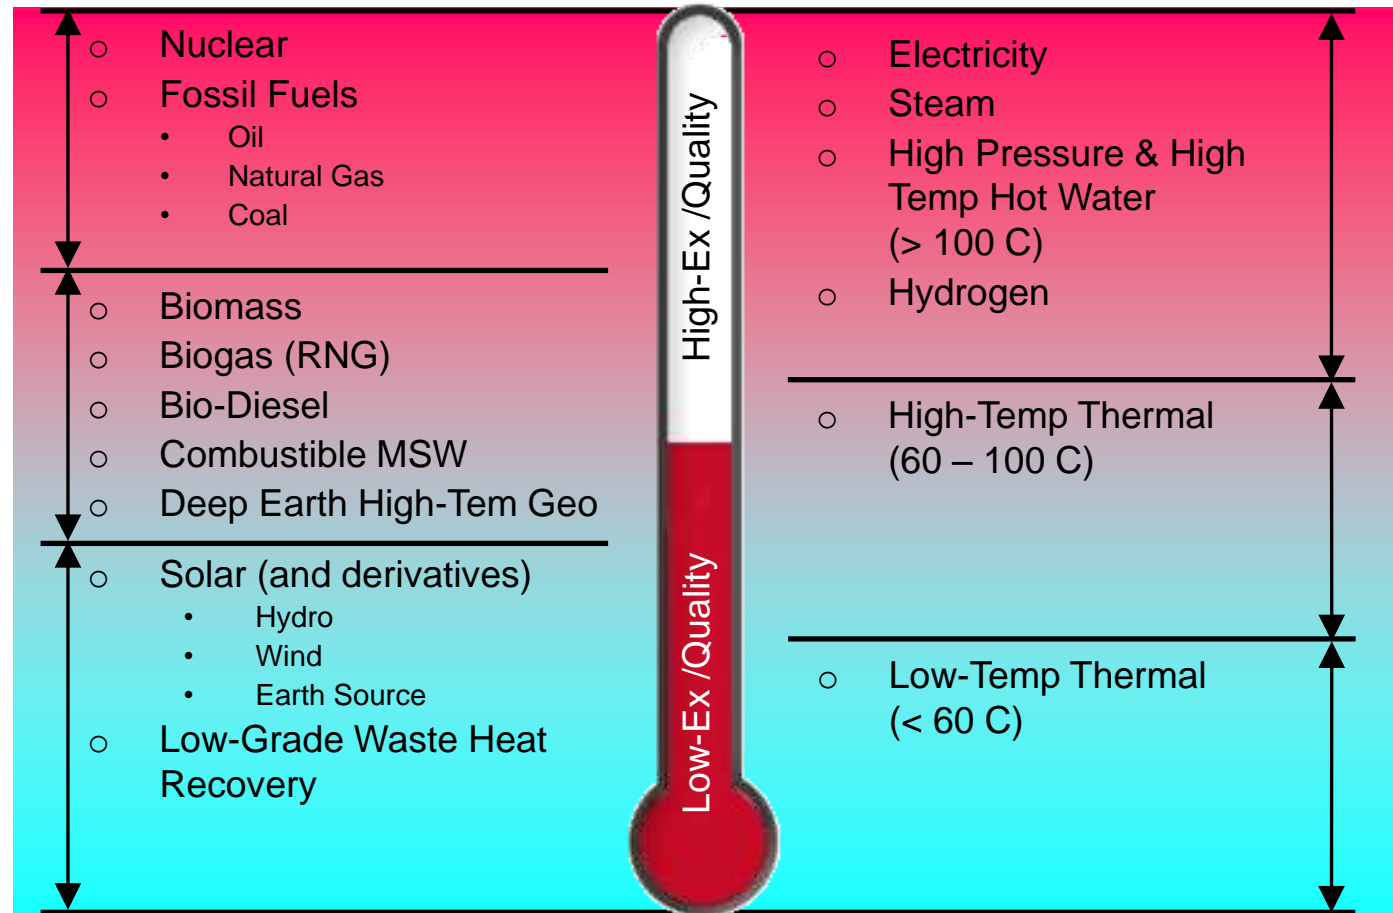 Nuclear
Fossil Fuels
Oil
Natural Gas
Coal
Biomass
Biogas (RNG)
Bio-Diesel
Combustible MSW
Deep Earth High-Tem Geo
Solar (and derivatives)
Hydro
Wind
Earth Source
Low-Grade Waste Heat
Recovery
High-Ex /Quality
Low-Ex /Quality
Electricity
Steam
High Pressure & High
Temp Hot Water
(> 100 C)
Hydrogen
High-Temp Thermal
(60 – 100 C)
Low-Temp Thermal
(< 60 C)